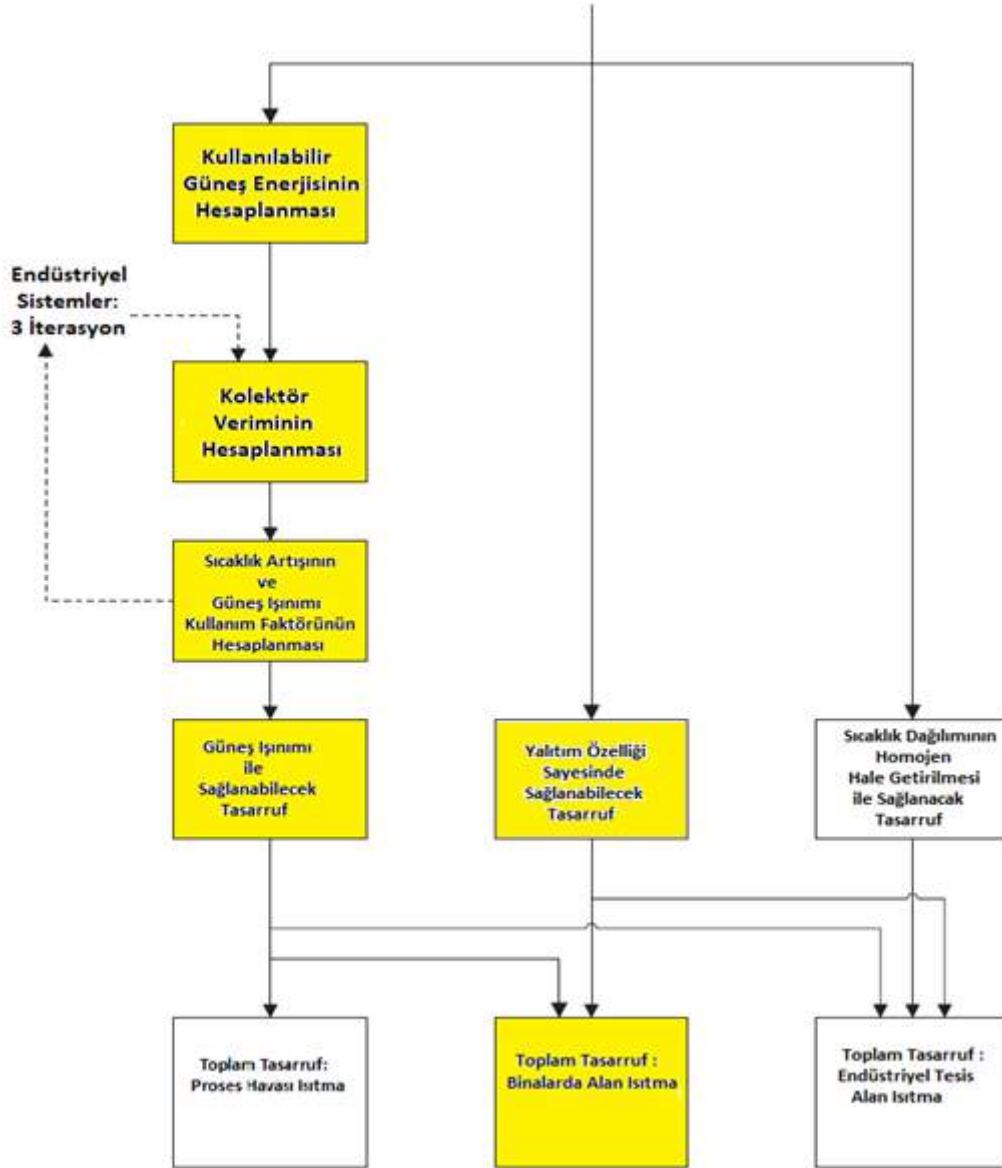 Kullanılabilir
Güneş Enerjisinin
Hesaplanması
Endüstriyel
Sistemler:
3 İterasyon
Kolektör
Veriminin
Hesaplanması
Sıcaklık Artışının
ve
Güneş Işınımı
Kullanım Faktörünün
Hesaplanması
Güneş Işınımı
ile
Sağlanabilecek
Tasarruf
Yalıtım Özelliği
Sayesinde
Sağlanabilecek
Tasarruf
Sıcaklık Dağılımının
Homojen
Hale Getirilmesi
ile Sağlanacak
Tasarruf
Toplam Tasarruf:
Proses Havası Isıtma
Toplam Tasarruf :
Binalarda Alan Isıtma
Toplam Tasarruf :
Endüstriyel Tesis
Alan Isıtma